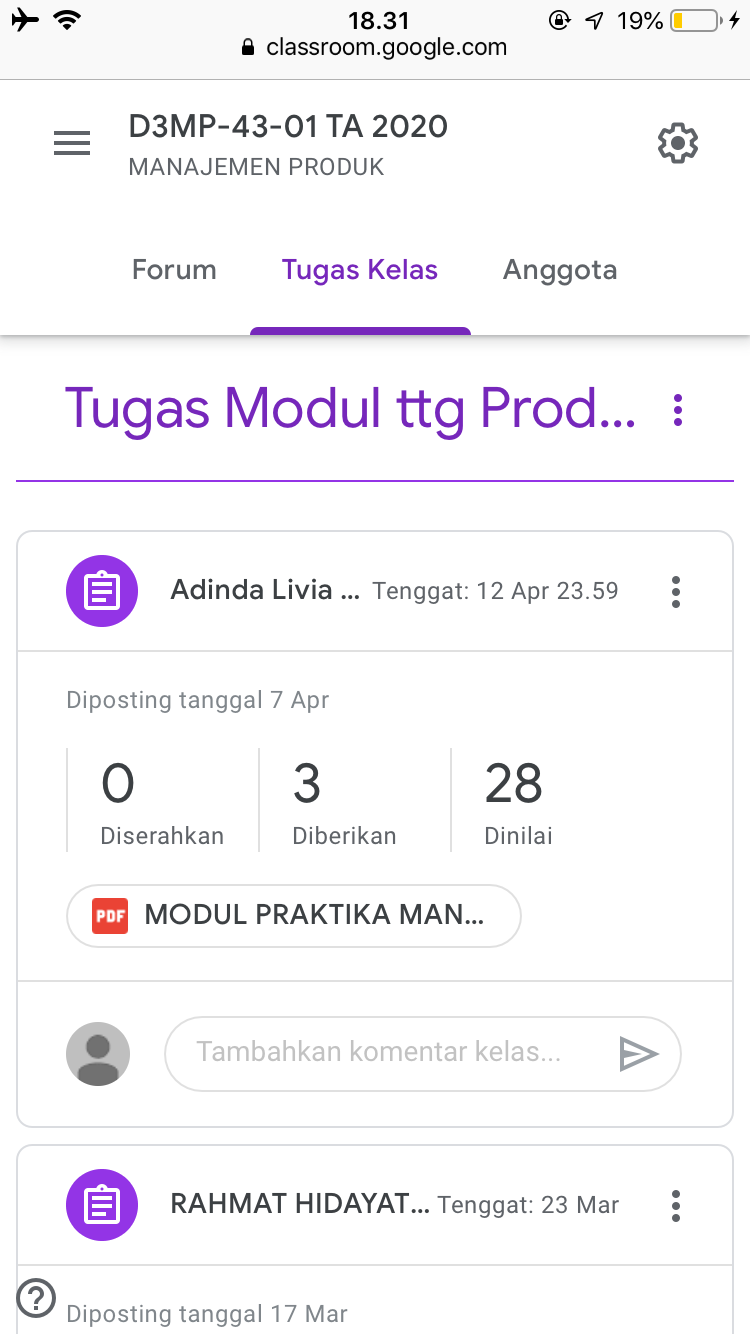 18.31
19%
classroom.google.com
D3MP-43-01 TA 2020
MANAJEMEN PRODUK
Forum Tugas Kelas Anggota
Tugas Modul ttg Prod...
Adinda Livia ... Tenggat: 12 Apr 23.59
Diposting tanggal 7 Apr
0 3 28
Diserahkan Diberikan Dinilai
PDF MODUL PRAKTIKA MAN...
Tambahkan komentar kelas...
RAHMAT HIDAYAT... Tenggat: 23 Mar
Diposting tanggal 17 Mar